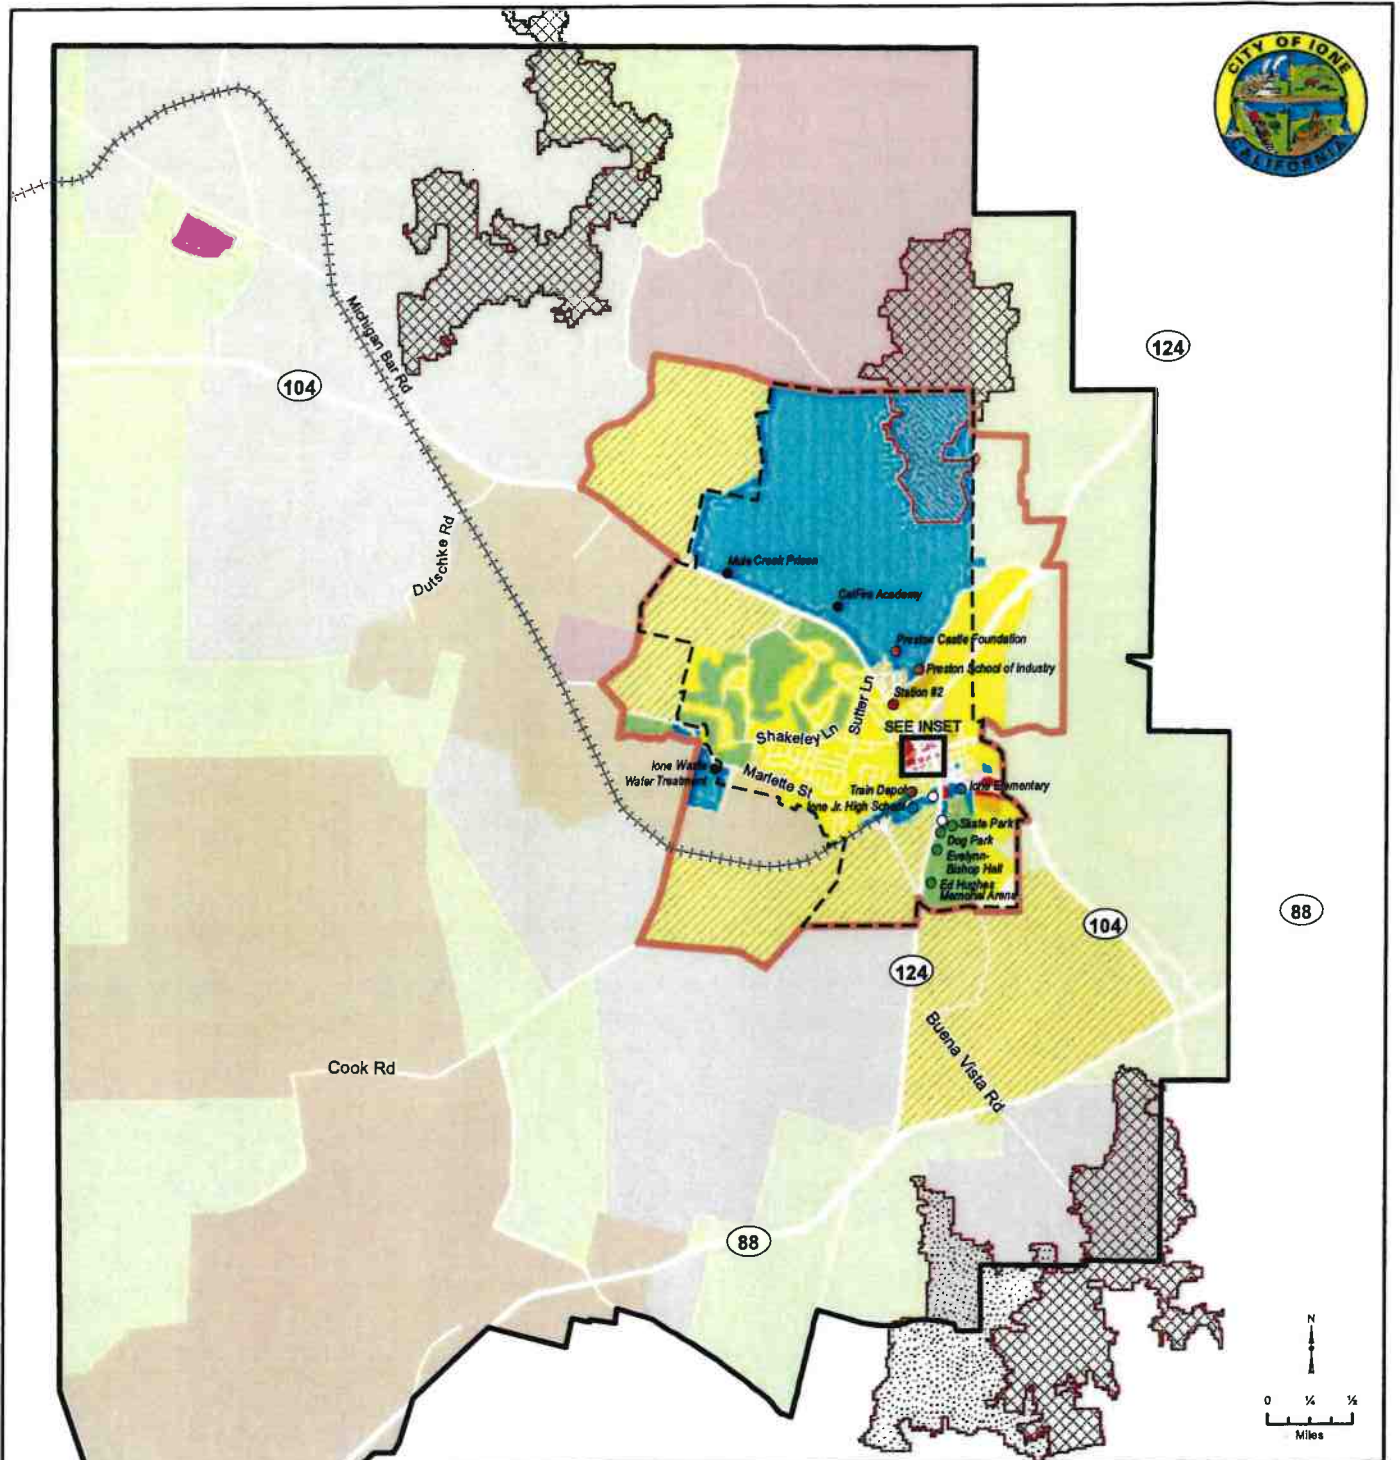 CITY OF IONE
CALIFORNIA
124
Michigan Bar Rd
104
Dutschke Rd
Mule Creek Prison
CalFire Academy
Preston Castle Foundation
Preston School of Industry
Station #2
Sutter Ln
SEE INSET
Shakeley Ln
Ione Waste
Water Treatment
Marlette St
Train Depot
Ione Elementary
Ione Jr. High School
Skate Park
Dog Park
Evelynn-
Bishop Hall
Ed Hughes
Memorial Arena
88
104
124
Buena Vista Rd
Cook Rd
88
N
0 ¼ ½
Miles